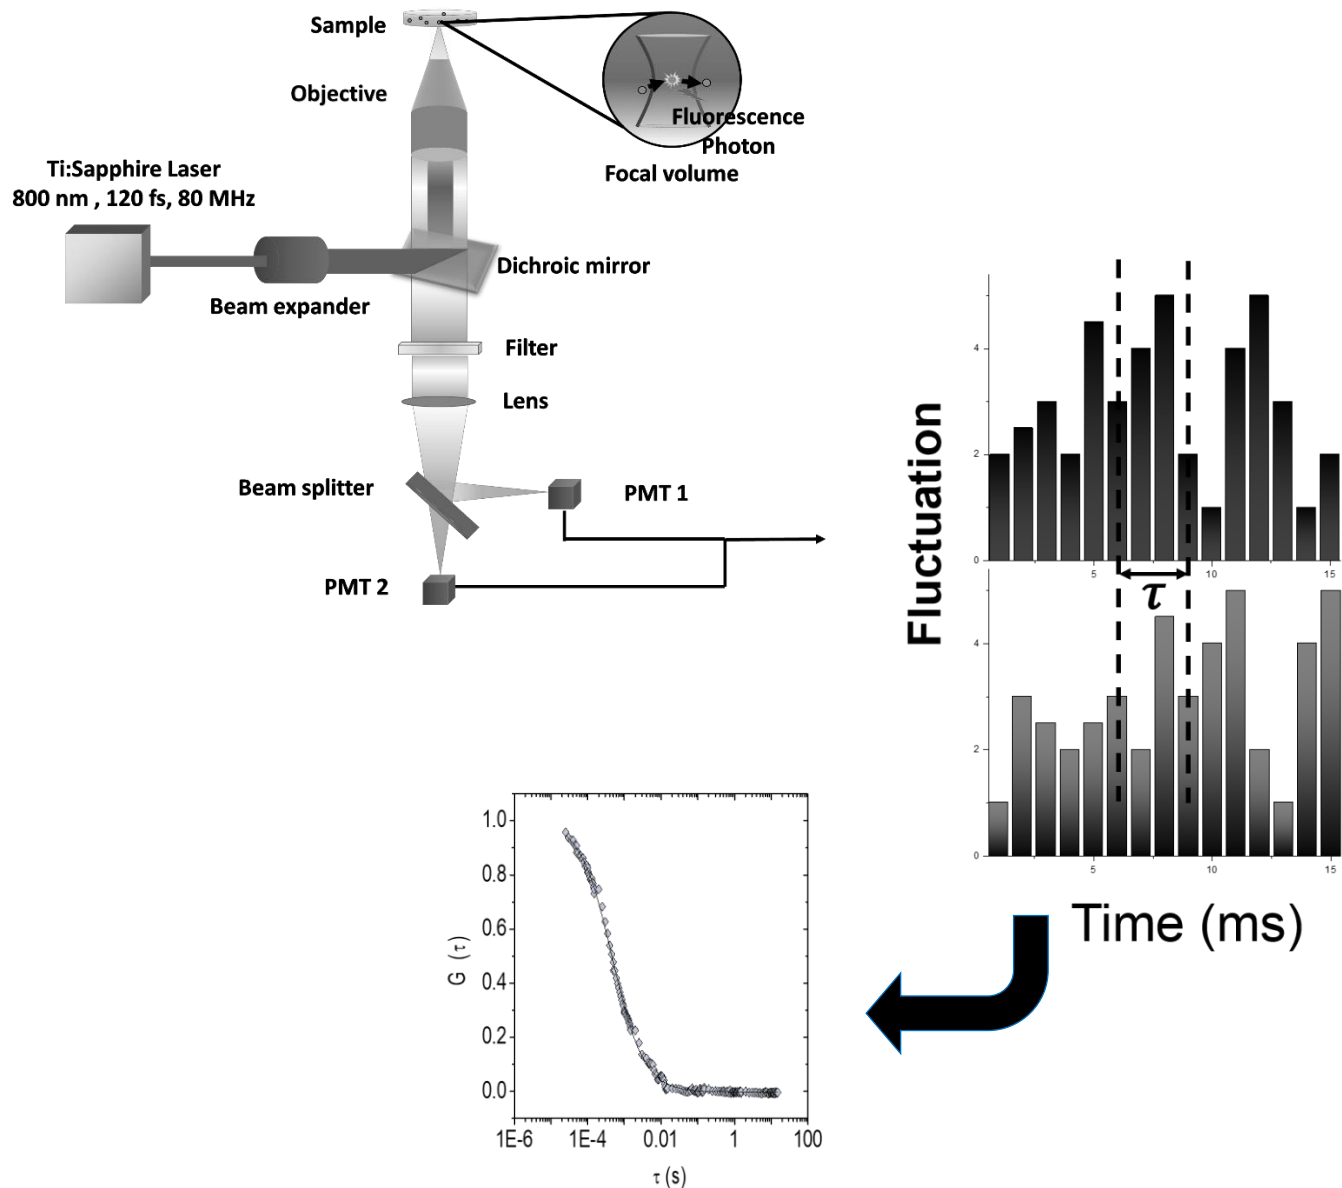 Sample
Objective
Fluorescence
Photon
Focal volume
Ti:Sapphire Laser
800 nm , 120 fs, 80 MHz
Dichroic mirror
Beam expander
Filter
Lens
Beam splitter
PMT 1
PMT 2
Fluctuation
4
2
0
5
10
15
τ
4
2
0
5
10
15
Time (ms)
G (τ)
1.0
0.8
0.6
0.4
0.2
0.0
1E-6
1E-4
0.01
1
100
τ (s)